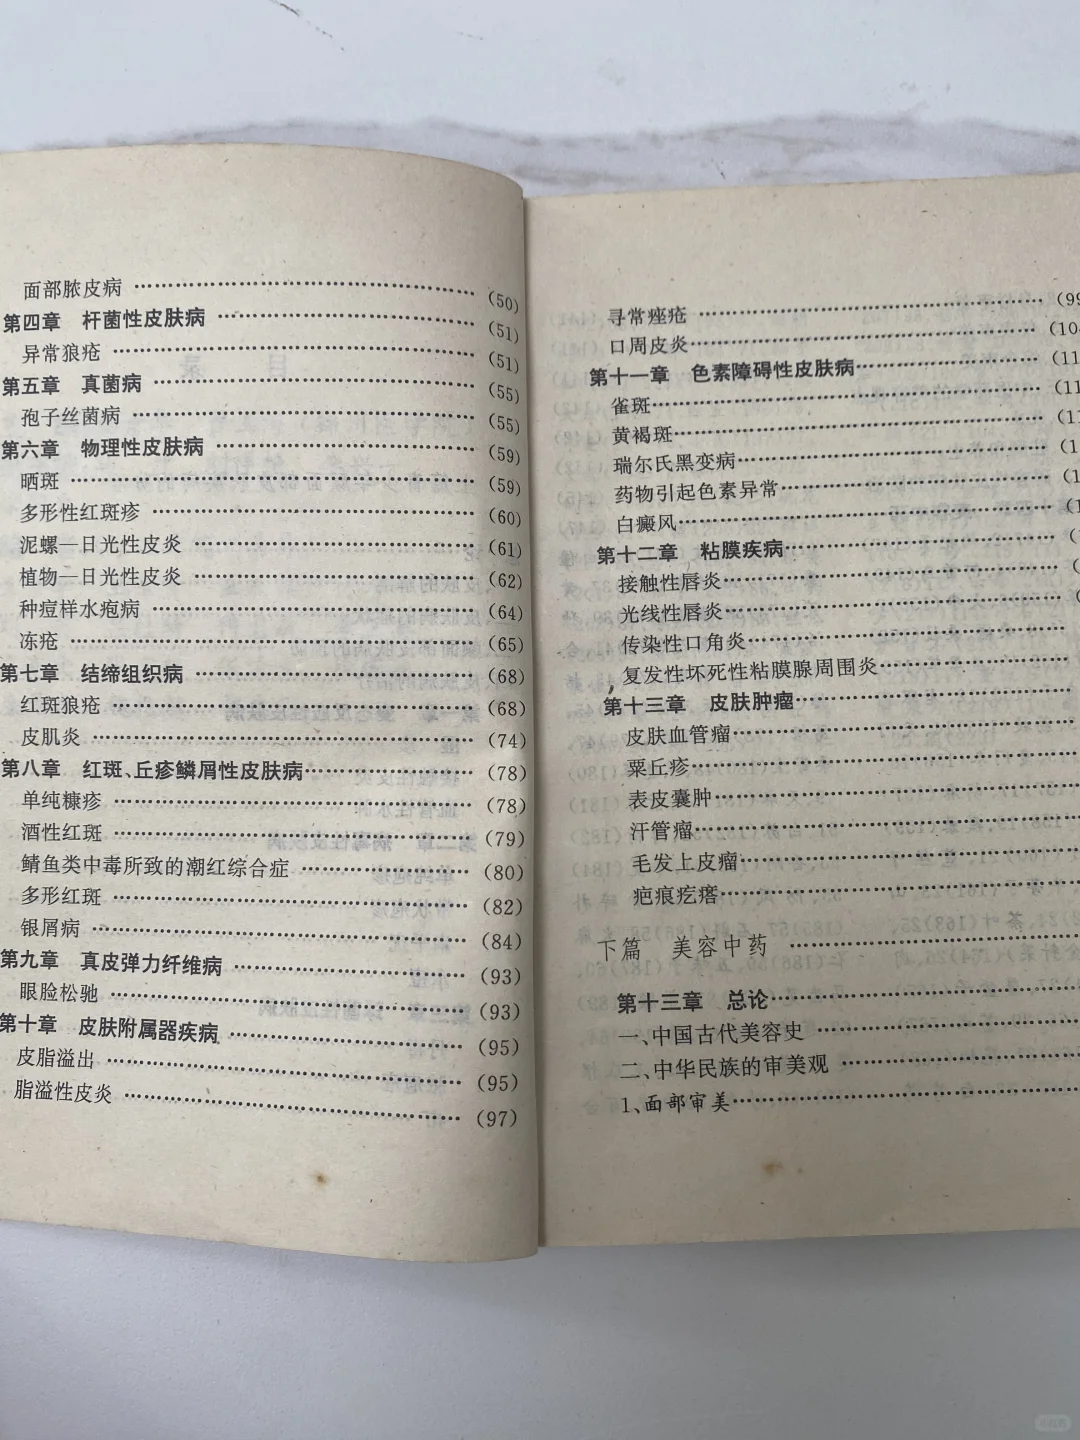 面部脓皮病 ……………………………… (50)
第四章 杆菌性皮肤病 ……………………………… (51)
异常狼疮 ……………………………… (51)
第五章 真菌病 ……………………………… (55)
孢子丝菌病 ……………………………… (55)
第六章 物理性皮肤病 ……………………………… (59)
晒斑 ……………………………… (59)
多形性红斑疹 ……………………………… (60)
泥螺—日光性皮炎 ……………………………… (61)
植物—日光性皮炎 ……………………………… (62)
种痘样水疱病 ……………………………… (64)
冻疮 ……………………………… (65)
第七章 结缔组织病 ……………………………… (68)
红斑狼疮 ……………………………… (68)
皮肌炎 ……………………………… (74)
第八章 红斑、丘疹鳞屑性皮肤病 ……………………………… (78)
单纯糠疹 ……………………………… (78)
酒性红斑 ……………………………… (79)
鲭鱼类中毒所致的潮红综合症 ……………………………… (80)
多形红斑 ……………………………… (82)
银屑病 ……………………………… (84)
第九章 真皮弹力纤维病 ……………………………… (93)
眼脸松驰 ……………………………… (93)
第十章 皮肤附属器疾病 ……………………………… (95)
皮脂溢出 ……………………………… (95)
脂溢性皮炎 ……………………………… (97)
寻常痤疮 ……………………………… (99
口周皮炎 ……………………………… (10
第十一章 色素障碍性皮肤病 ……………………………… (11
雀斑 ……………………………… (11
黄褐斑 ……………………………… (1
瑞尔氏黑变病 ……………………………… (1
药物引起色素异常 ……………………………… (1
白癜风 ……………………………… (1
第十二章 粘膜疾病 ……………………………… (
接触性唇炎 ……………………………… (
光线性唇炎 ……………………………… (
传染性口角炎 ………………………………
复发性坏死性粘膜腺周围炎 ………………………………
第十三章 皮肤肿瘤 ………………………………
皮肤血管瘤 ………………………………
粟丘疹 ………………………………
表皮囊肿 ………………………………
汗管瘤 ………………………………
毛发上皮瘤 ………………………………
疤痕疙瘩 ………………………………
下篇 美容中药 ………………………………
第十三章 总论 ………………………………
一、中国古代美容史 ………………………………
二、中华民族的审美观 ………………………………
1、面部审美 ………………………………